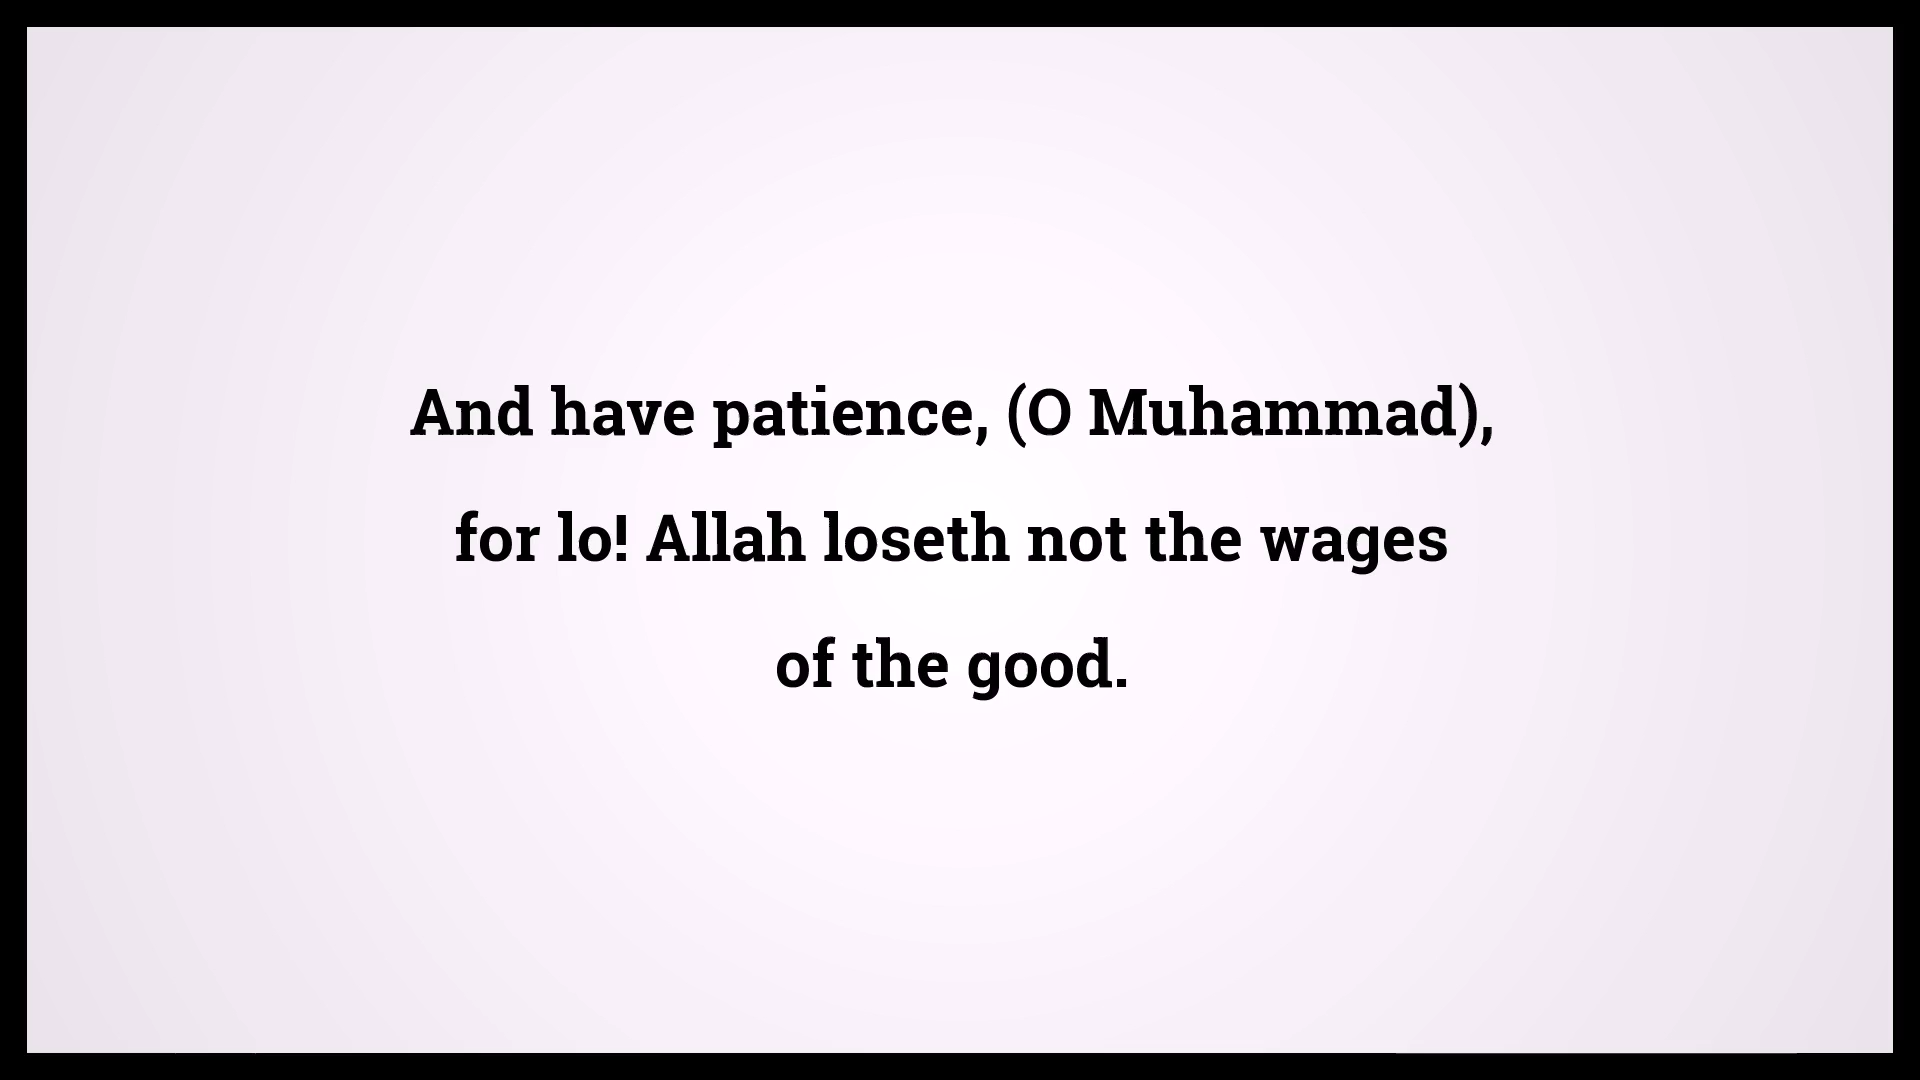 And have patience, (O Muhammad),
for lo! Allah loseth not the wages
of the good.